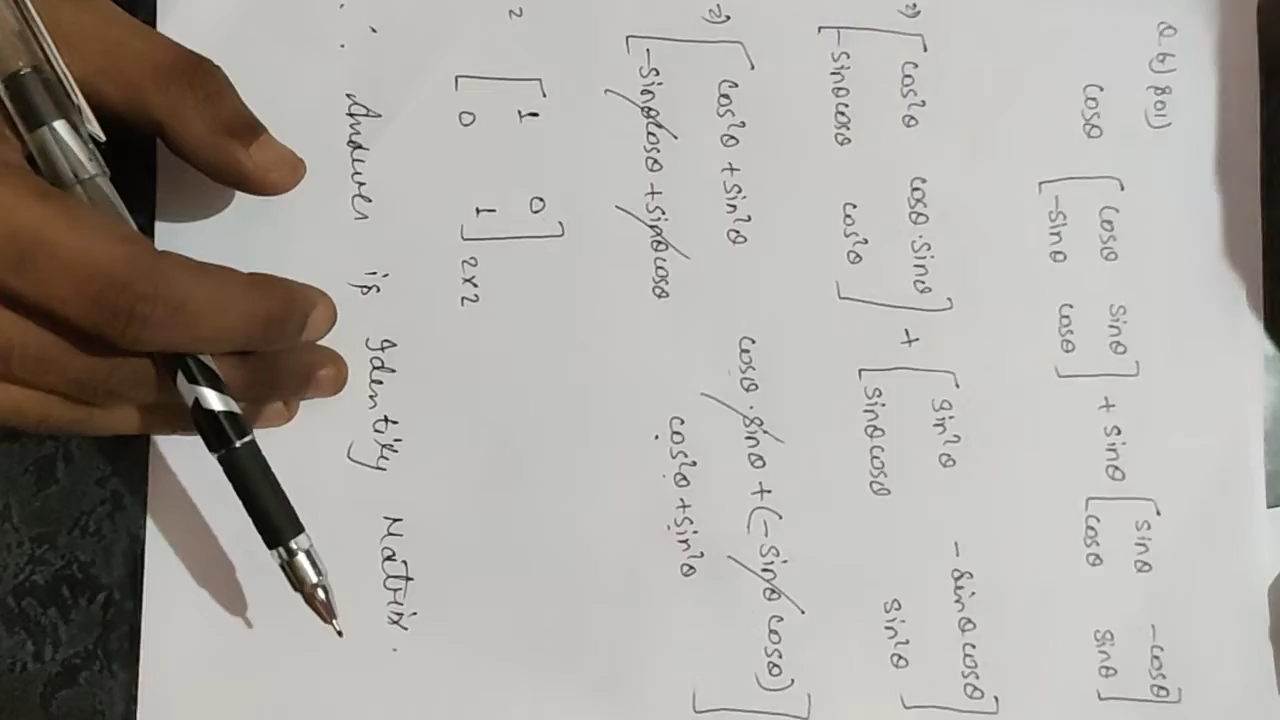 Q.6) Sol)
cosθ [cosθ sinθ] + sinθ [sinθ -cosθ]
[-sinθ cosθ] [cosθ sinθ]
⇒) [cos²θ cosθ·sinθ] + [sin²θ -sinθcosθ]
[-sinθcosθ cos²θ] [sinθcosθ sin²θ]
⇒) [cos²θ + sin²θ cosθ·sinθ + (-sinθcosθ)]
[-sinθcosθ + sinθcosθ cos²θ + sin²θ]
= [1 0]
[0 1] 2×2
∴ Answer is Identity Matrix.